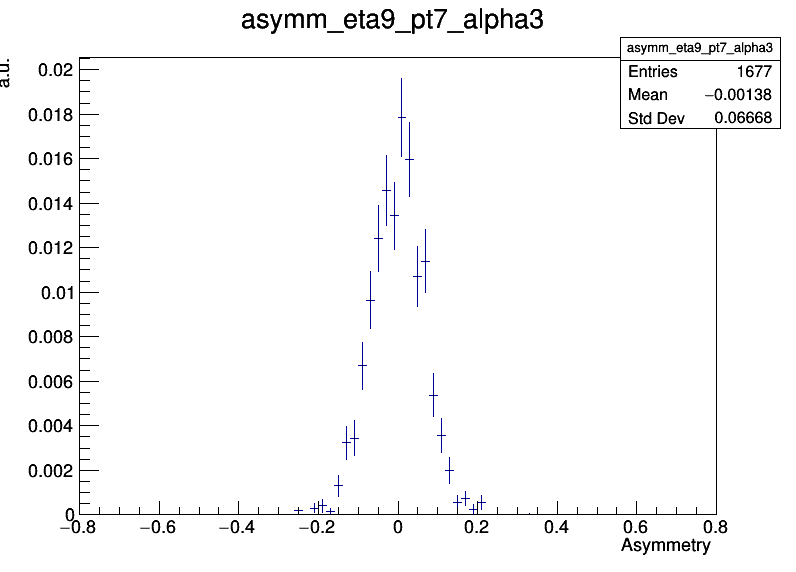 asymm_eta9_pt7_alpha3
asymm_eta9_pt7_alpha3
Entries 1677
Mean −0.00138
Std Dev 0.06668
a.u.
0.02
0.018
0.016
0.014
0.012
0.01
0.008
0.006
0.004
0.002
0
−0.8 −0.6 −0.4 −0.2 0 0.2 0.4 0.6 0.8
Asymmetry